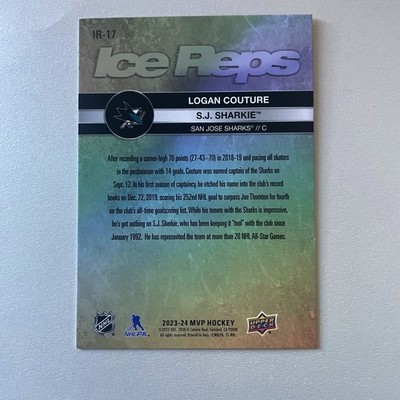 IR-17
Ice Reps
LOGAN COUTURE
S.J. SHARKIE™
SAN JOSE SHARKS® // C
After recording a career-high 70 points (27-43–70) in 2018-19 and pacing all skaters
in the postseason with 14 goals, Couture was named captain of the Sharks on
Sept. 12. In his first season of captaincy, he etched his name into the club's record
books on Dec. 22, 2019, scoring his 252nd NHL goal to surpass Joe Thornton for fourth
on the club's all-time goalscoring list. While his tenure with the Sharks is impressive,
he's got nothing on S.J. Sharkie, who has been keeping it "teal" with the club since
January 1992. He has represented the team at more than 20 NHL All-Star Games.
NHL
NHLPA
2023-24 MVP HOCKEY
UPPER DECK